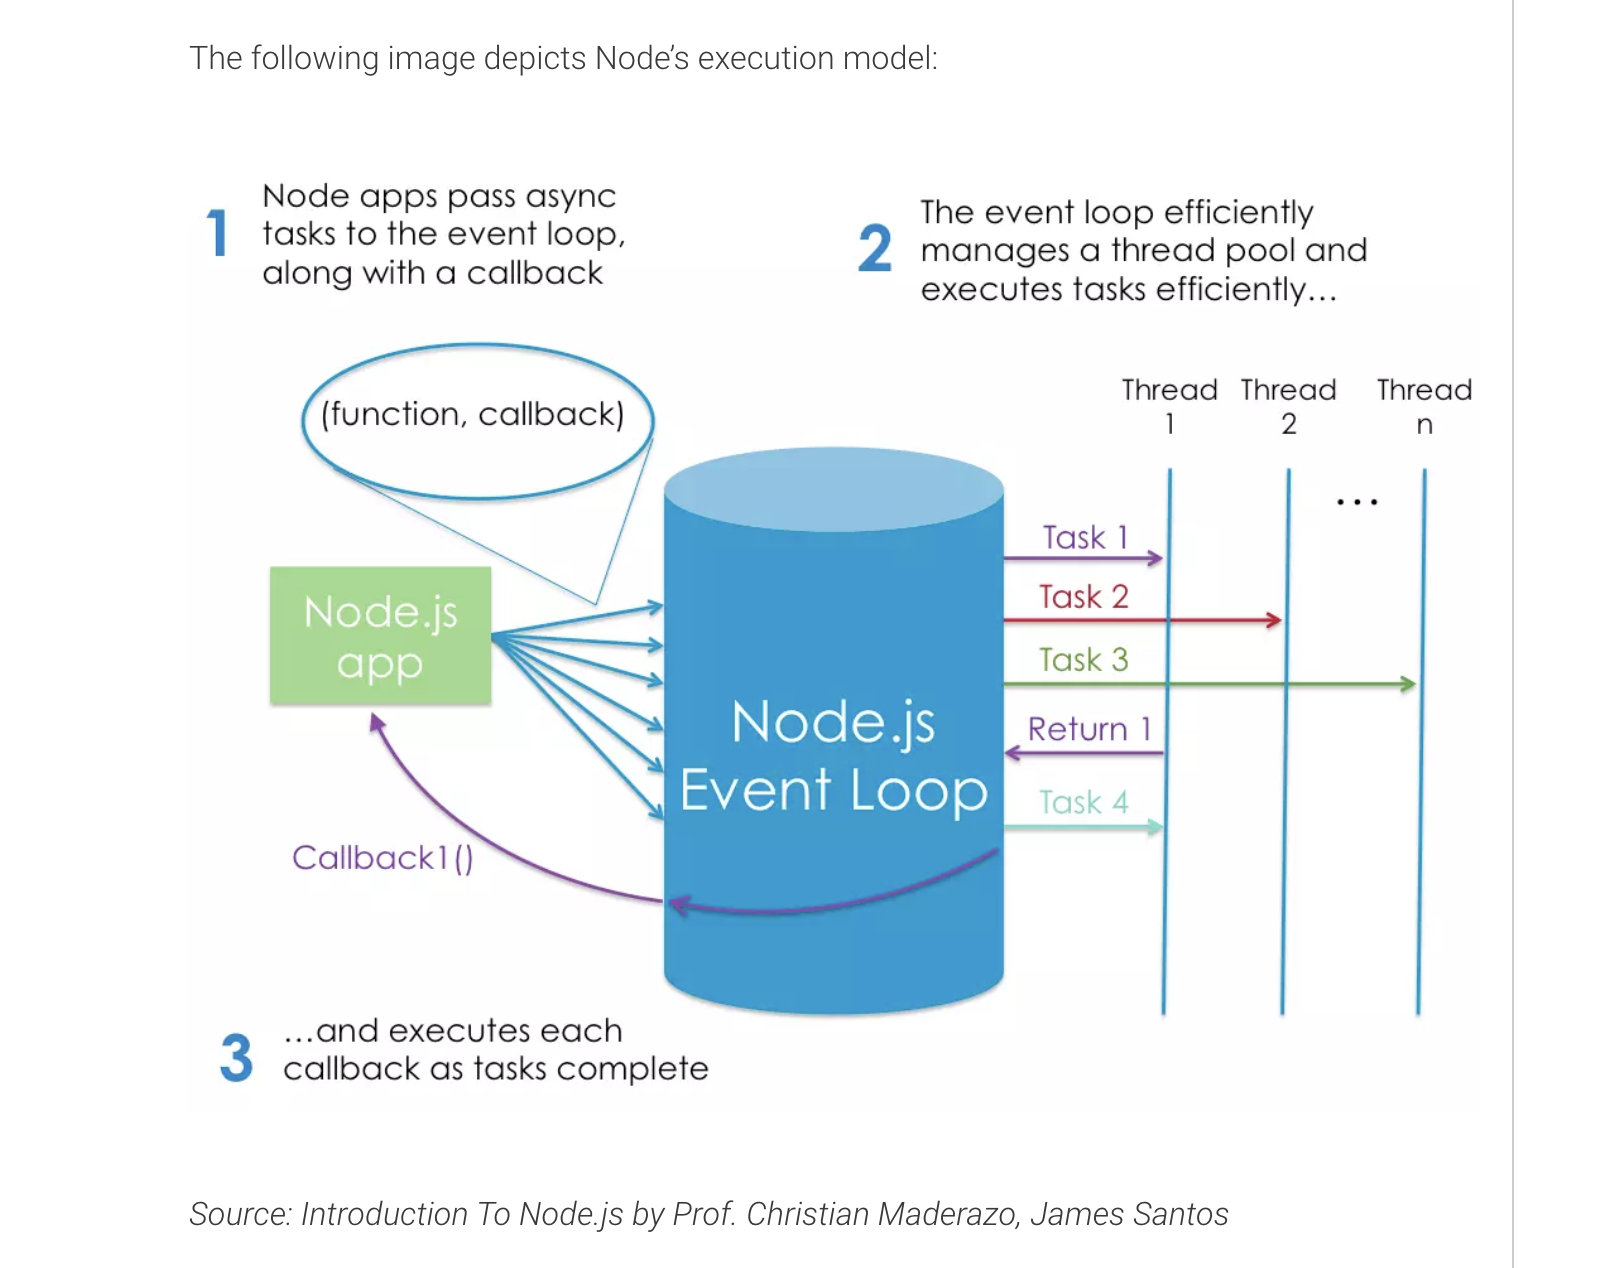 The following image depicts Node’s execution model:
1
Node apps pass async
tasks to the event loop,
along with a callback
2
The event loop efficiently
manages a thread pool and
executes tasks efficiently...
(function, callback)
Thread
1
Thread
2
...
Thread
n
Node.js
app
Node.js
Event Loop
Task 1
Task 2
Task 3
Return 1
Task 4
Callback1()
3
...and executes each
callback as tasks complete
Source: Introduction To Node.js by Prof. Christian Maderazo, James Santos